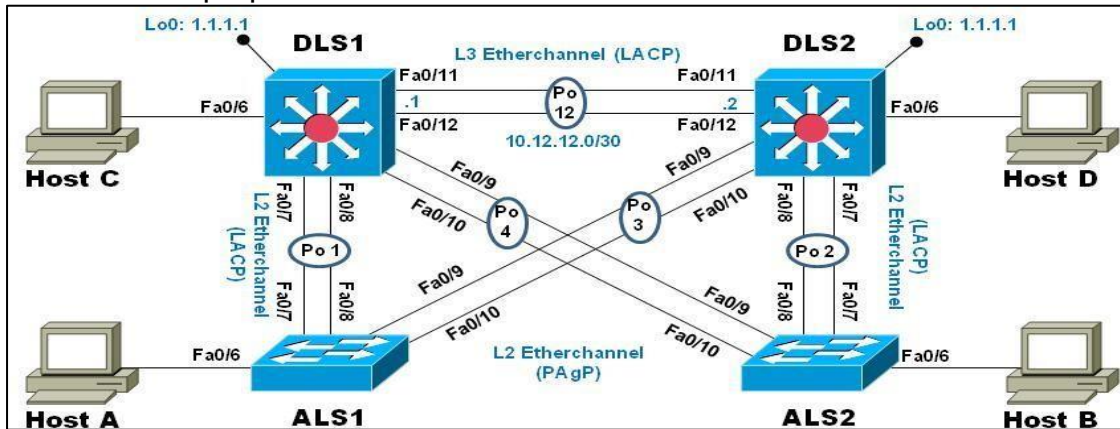 Lo0: 1.1.1.1
Lo0: 1.1.1.1
DLS1
DLS2
L3 Etherchannel (LACP)
Fa0/11
Fa0/11
Po
12
.1
.2
Fa0/6
Fa0/6
Fa0/12
Fa0/12
10.12.12.0/30
Host C
Host D
Fa0/9
Fa0/9
Fa0/10
Fa0/10
Fa0/7
Fa0/8
Fa0/8
Fa0/7
Po
4
Po
3
L2 Etherchannel
(LACP)
Po 1
Po 2
(LACP)
L2 Etherchannel
Fa0/7
Fa0/8
Fa0/8
Fa0/7
Fa0/9
Fa0/9
Fa0/10
Fa0/10
Fa0/6
Fa0/6
L2 Etherchannel
(PAgP)
Host A
ALS1
ALS2
Host B